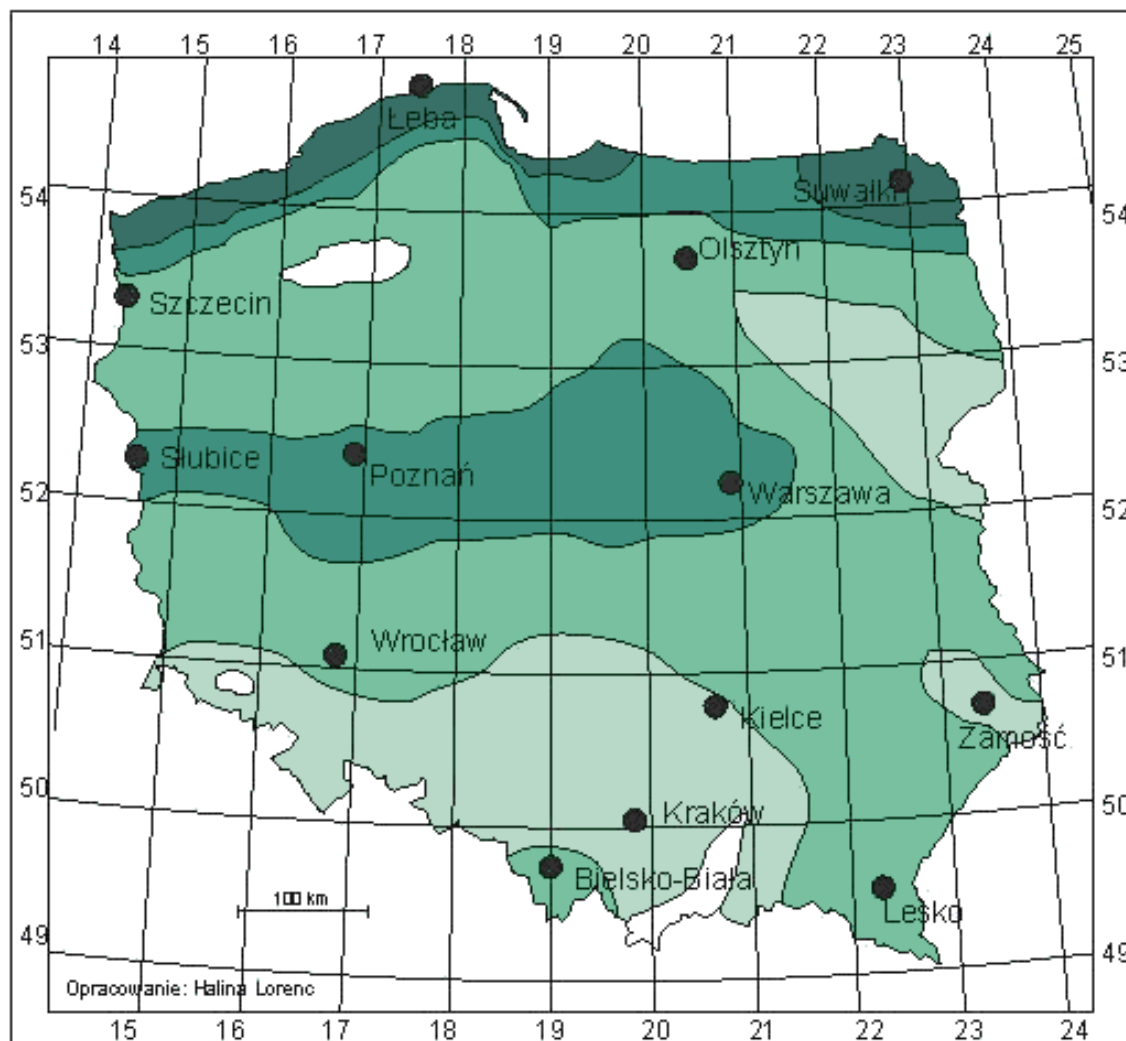 14 15 16 17 18 19 20 21 22 23 24 25
Łeba
Suwałki
54 54
Olsztyn
Szczecin
53 53
Słubice
Poznań
Warszawa
52 52
Wrocław
51 51
Kielce
Zamość
50 50
Kraków
Bielsko-Biała
Lesko
100 km
49 49
Opracowanie: Halina Lorenc
15 16 17 18 19 20 21 22 23 24